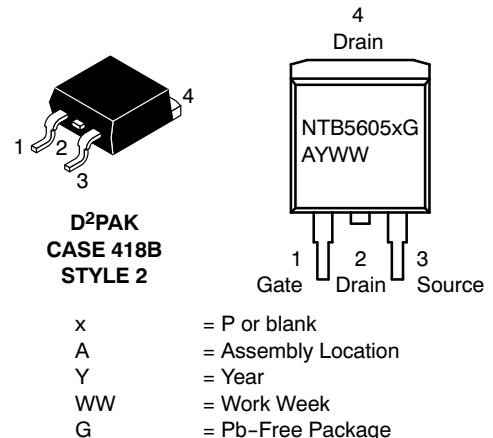 4
Drain
4
1
2
3
NTB5605xG
AYWW
D2PAK
CASE 418B
STYLE 2
1 2 3
Gate Drain Source
x = P or blank
A = Assembly Location
Y = Year
WW = Work Week
G = Pb−Free Package